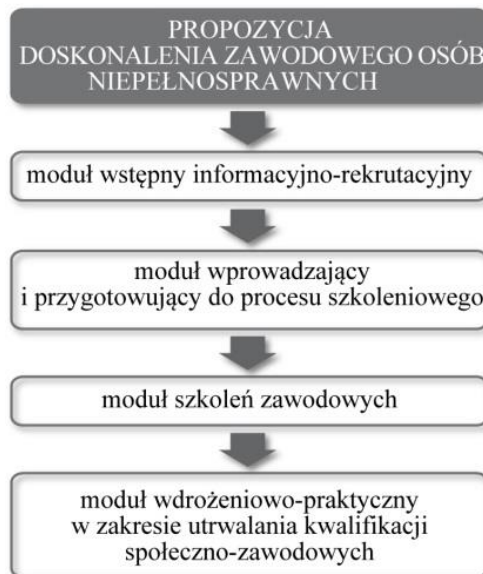 PROPOZYCJA
DOSKONALENIA ZAWODOWEGO OSÓB
NIEPEŁNOSPRAWNYCH
moduł wstępny informacyjno-rekrutacyjny
moduł wprowadzający
i przygotowujący do procesu szkoleniowego
moduł szkoleń zawodowych
moduł wdrożeniowo-praktyczny
w zakresie utrwalania kwalifikacji
społeczno-zawodowych